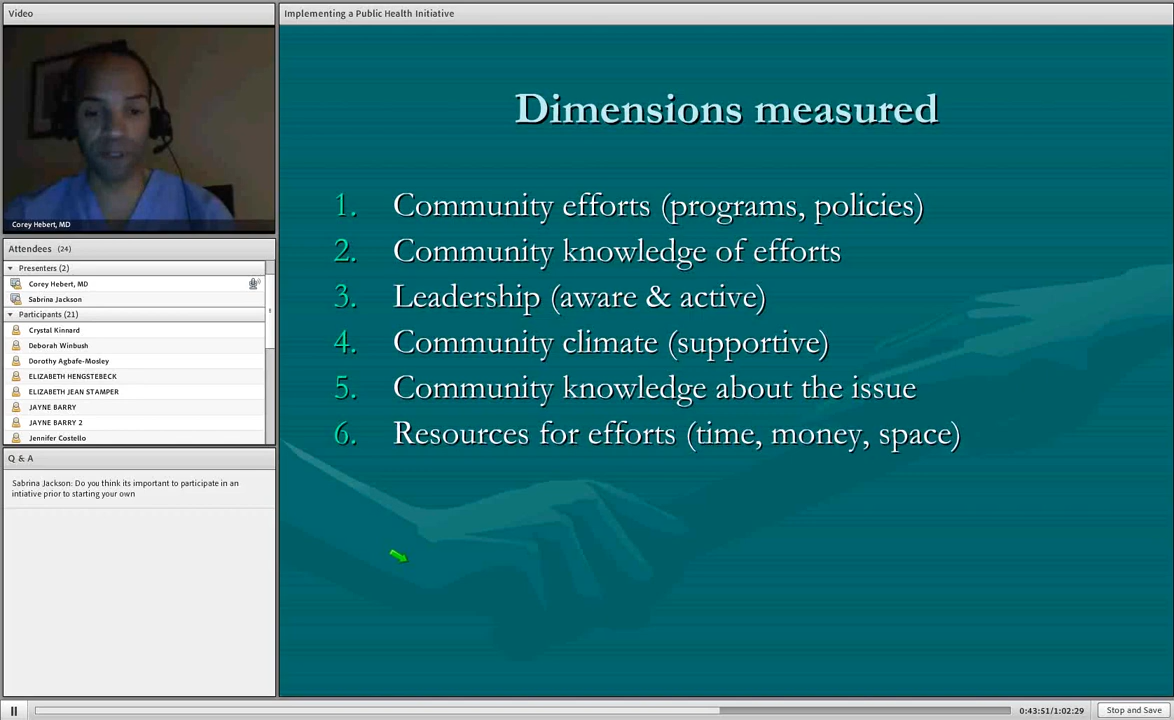 Video
Corey Hebert, MD
Attendees (24)
Presenters (2)
Corey Hebert, MD
Sabrina Jackson
Participants (21)
Crystal Kinnard
Deborah Winbush
Dorothy Agbafe-Mosley
ELIZABETH HENGSTEBECK
ELIZABETH JEAN STAMPER
JAYNE BARRY
JAYNE BARRY 2
Jennifer Costello
Q & A
Sabrina Jackson: Do you think its important to participate in an
intiative prior to starting your own
Implementing a Public Health Initiative
Dimensions measured
1. Community efforts (programs, policies)
2. Community knowledge of efforts
3. Leadership (aware & active)
4. Community climate (supportive)
5. Community knowledge about the issue
6. Resources for efforts (time, money, space)
0:43:51/1:02:29
Stop and Save